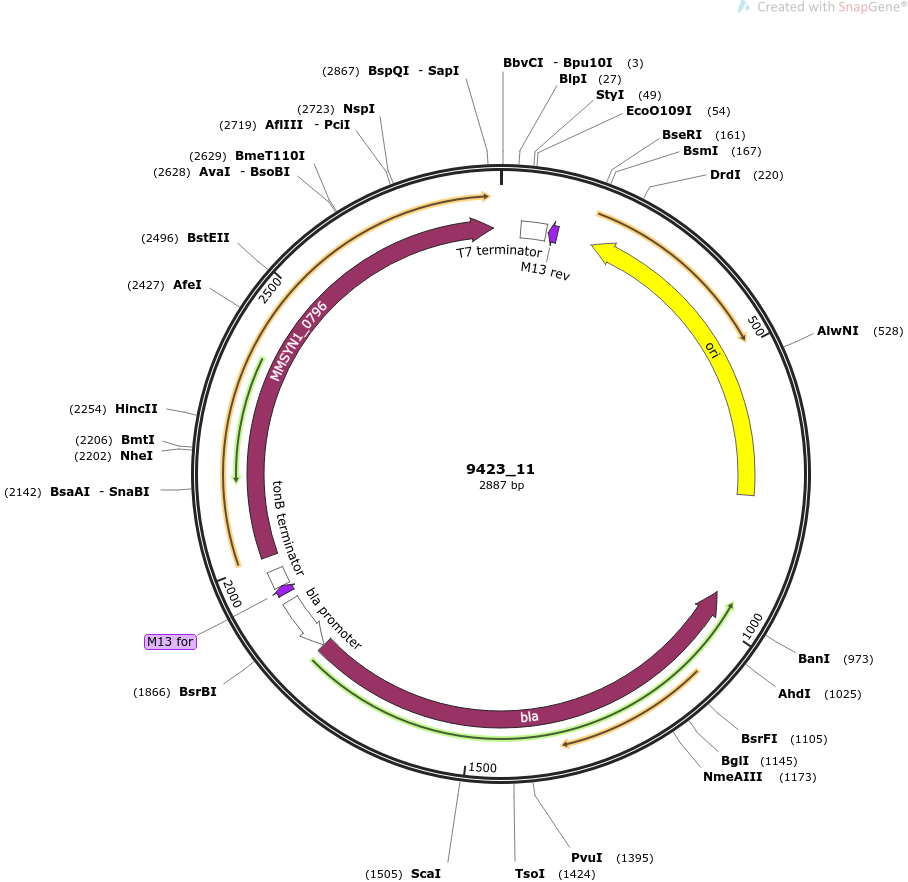 Created with SnapGene®
(2867) BspQI - SapI
BbvCI - Bpu10I (3)
BlpI (27)
StyI (49)
EcoO109I (54)
BseRI (161)
BsmI (167)
DrdI (220)
(2723) NspI
(2719) AflIII - PciI
(2629) BmeT110I
(2628) AvaI - BsoBI
(2496) BstEII
(2427) AfeI
(2254) HincII
(2206) BmtI
(2202) NheI
(2142) BsaAI - SnaBI
M13 for
(1866) BsrBI
AlwNI (528)
BanI (973)
AhdI (1025)
BsrFI (1105)
BglI (1145)
NmeAIII (1173)
PvuI (1395)
TsoI (1424)
(1505) ScaI
T7 terminator
M13 rev
ori
500
1000
1500
2000
2500
MMSYN1_0796
tonB terminator
bla promoter
bla
9423_11
2887 bp